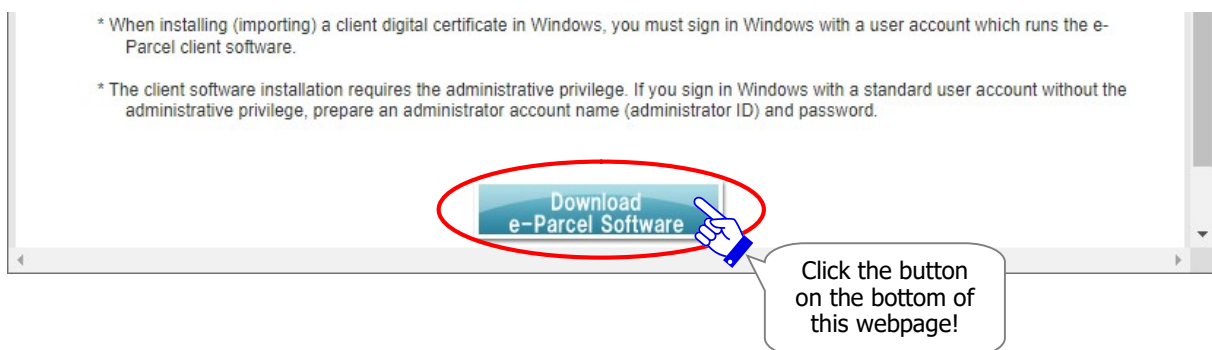 * When installing (importing) a client digital certificate in Windows, you must sign in Windows with a user account which runs the e-
Parcel client software.
* The client software installation requires the administrative privilege. If you sign in Windows with a standard user account without the
administrative privilege, prepare an administrator account name (administrator ID) and password.
Download
e-Parcel Software
Click the button
on the bottom of
this webpage!